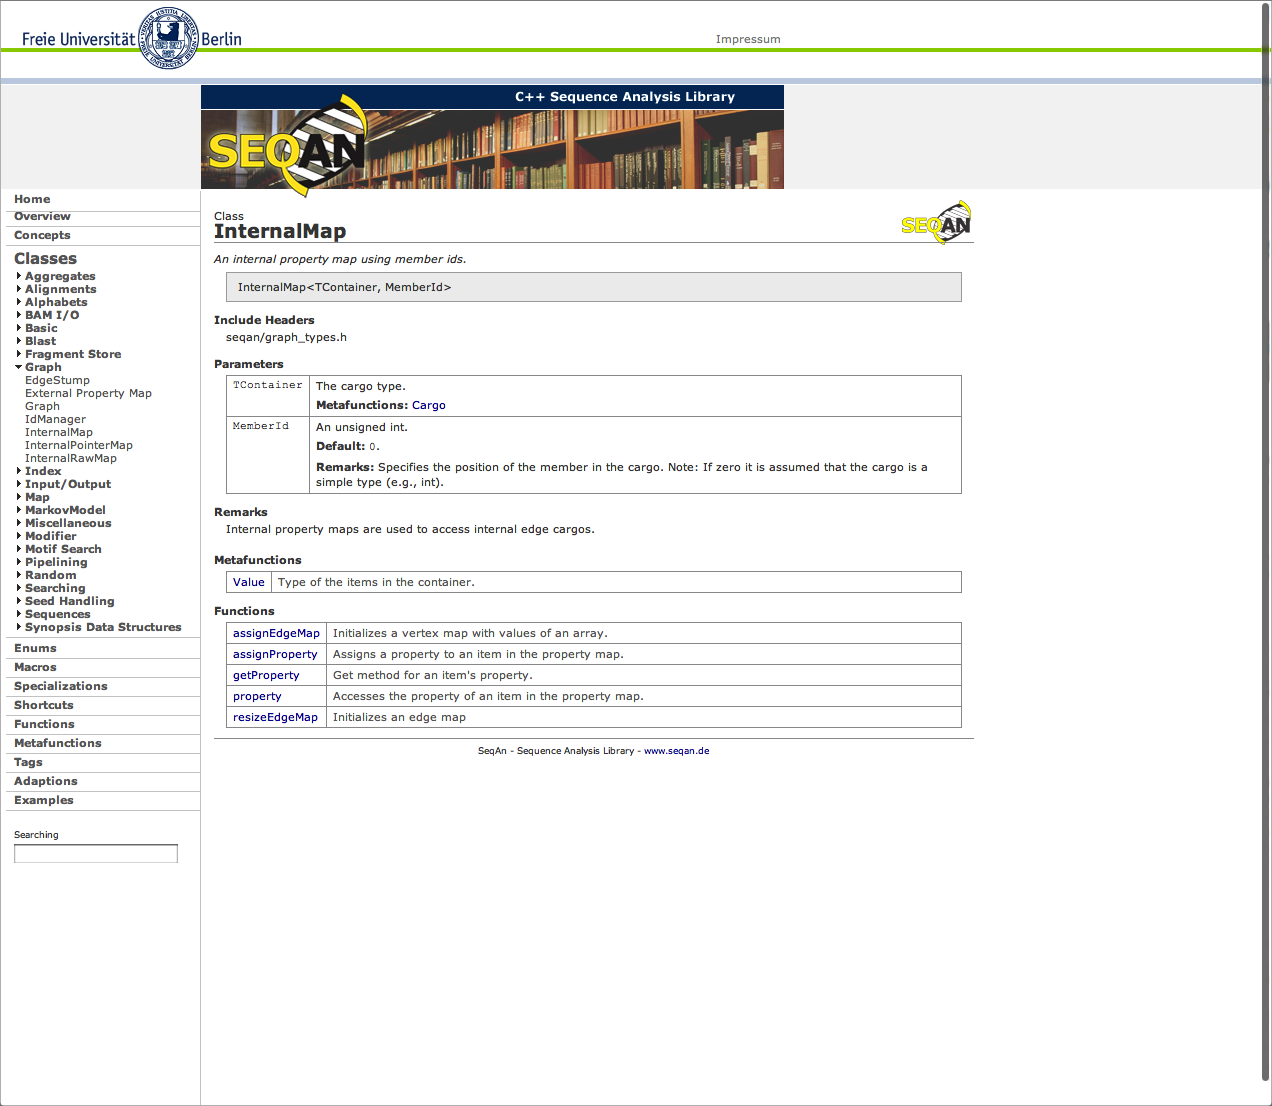 Freie Universität Berlin
Impressum
C++ Sequence Analysis Library
SEQAN
Home
Overview
Concepts
Classes
Aggregates
Alignments
Alphabets
BAM I/O
Basic
Blast
Fragment Store
Graph
EdgeStump
External Property Map
Graph
IdManager
InternalMap
InternalPointerMap
InternalRawMap
Index
Input/Output
Map
MarkovModel
Miscellaneous
Modifier
Motif Search
Pipelining
Random
Searching
Seed Handling
Sequences
Synopsis Data Structures
Enums
Macros
Specializations
Shortcuts
Functions
Metafunctions
Tags
Adaptions
Examples
Searching
Class
InternalMap
SEQAN
An internal property map using member ids.
InternalMap<TContainer, MemberId>
Include Headers
seqan/graph_types.h
Parameters
TContainer The cargo type.
Metafunctions: Cargo
MemberId An unsigned int.
Default: 0.
Remarks: Specifies the position of the member in the cargo. Note: If zero it is assumed that the cargo is a
simple type (e.g., int).
Remarks
Internal property maps are used to access internal edge cargos.
Metafunctions
Value Type of the items in the container.
Functions
assignEdgeMap Initializes a vertex map with values of an array.
assignProperty Assigns a property to an item in the property map.
getProperty Get method for an item's property.
property Accesses the property of an item in the property map.
resizeEdgeMap Initializes an edge map
SeqAn - Sequence Analysis Library - www.seqan.de